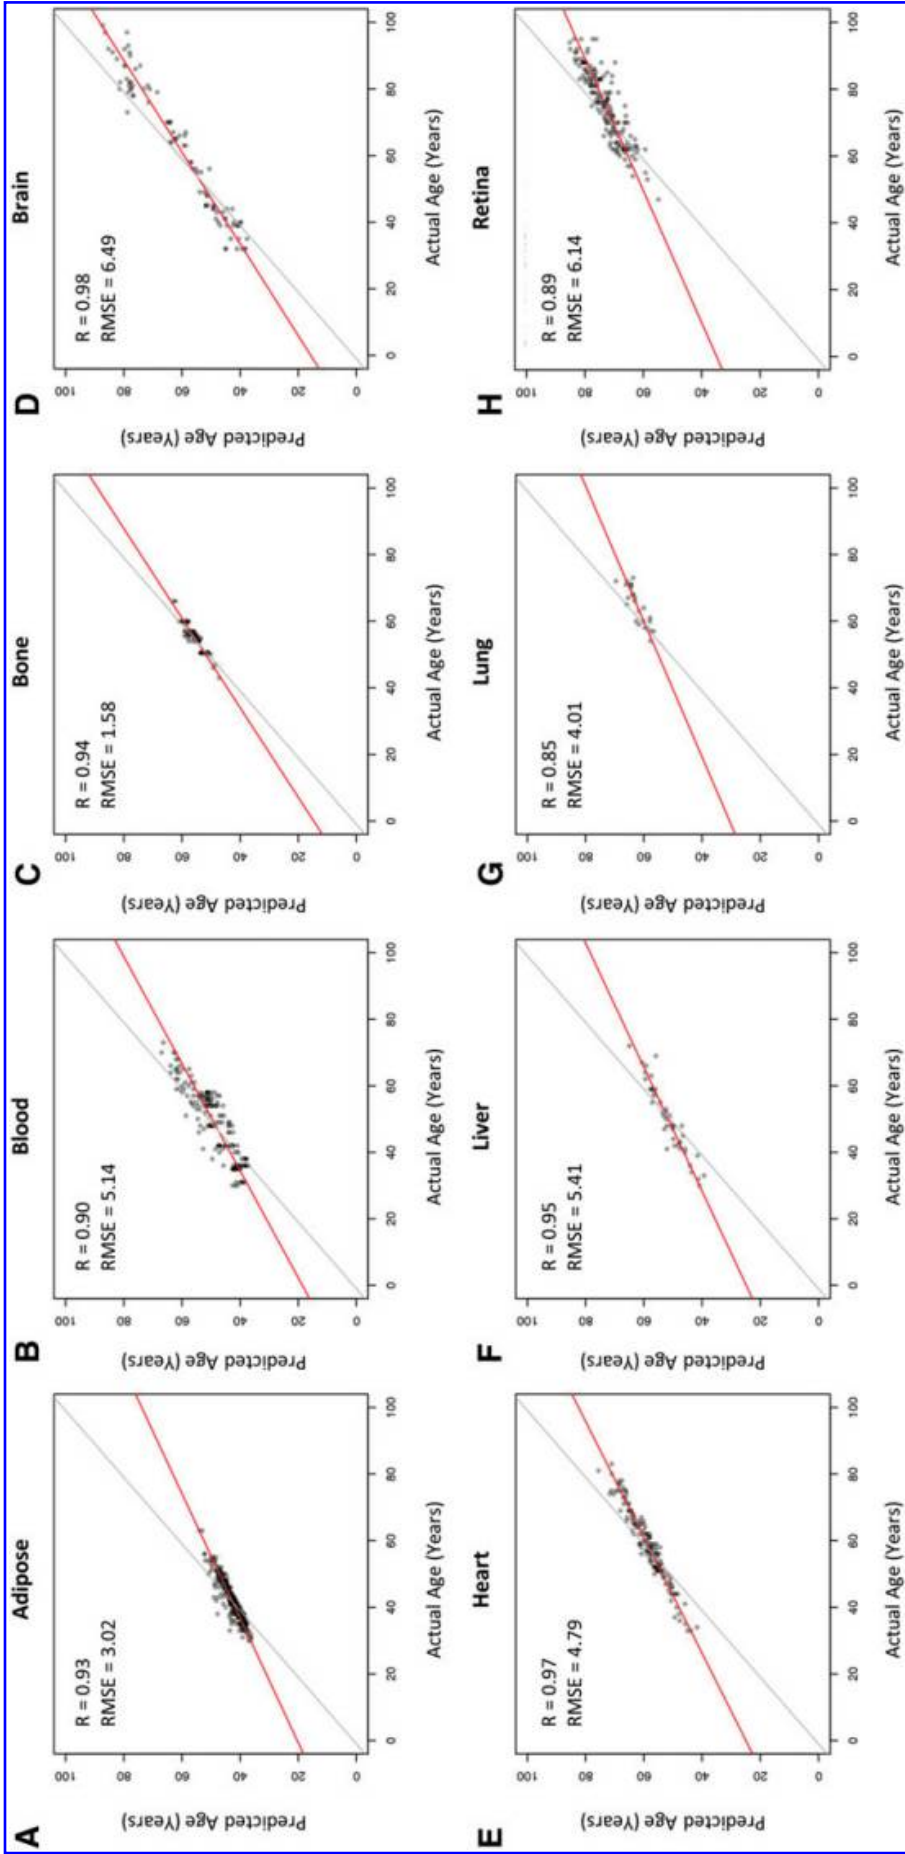 A
Adipose
R = 0.93
RMSE = 3.02
Predicted Age (Years)
100
80
60
40
20
0
0 20 40 60 80 100
Actual Age (Years)
B
Blood
R = 0.90
RMSE = 5.14
Predicted Age (Years)
100
80
60
40
20
0
0 20 40 60 80 100
Actual Age (Years)
C
Bone
R = 0.94
RMSE = 1.58
Predicted Age (Years)
100
80
60
40
20
0
0 20 40 60 80 100
Actual Age (Years)
D
Brain
R = 0.98
RMSE = 6.49
Predicted Age (Years)
100
80
60
40
20
0
0 20 40 60 80 100
Actual Age (Years)
E
Heart
R = 0.97
RMSE = 4.79
Predicted Age (Years)
100
80
60
40
20
0
0 20 40 60 80 100
Actual Age (Years)
F
Liver
R = 0.95
RMSE = 5.41
Predicted Age (Years)
100
80
60
40
20
0
0 20 40 60 80 100
Actual Age (Years)
G
Lung
R = 0.85
RMSE = 4.01
Predicted Age (Years)
100
80
60
40
20
0
0 20 40 60 80 100
Actual Age (Years)
H
Retina
R = 0.89
RMSE = 6.14
Predicted Age (Years)
100
80
60
40
20
0
0 20 40 60 80 100
Actual Age (Years)